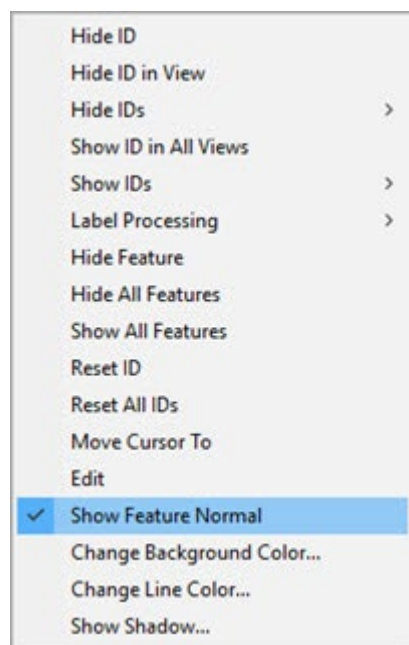 Hide ID
Hide ID in View
Hide IDs
Show ID in All Views
Show IDs
Label Processing
Hide Feature
Hide All Features
Show All Features
Reset ID
Reset All IDs
Move Cursor To
Edit
Show Feature Normal
Change Background Color...
Change Line Color...
Show Shadow...